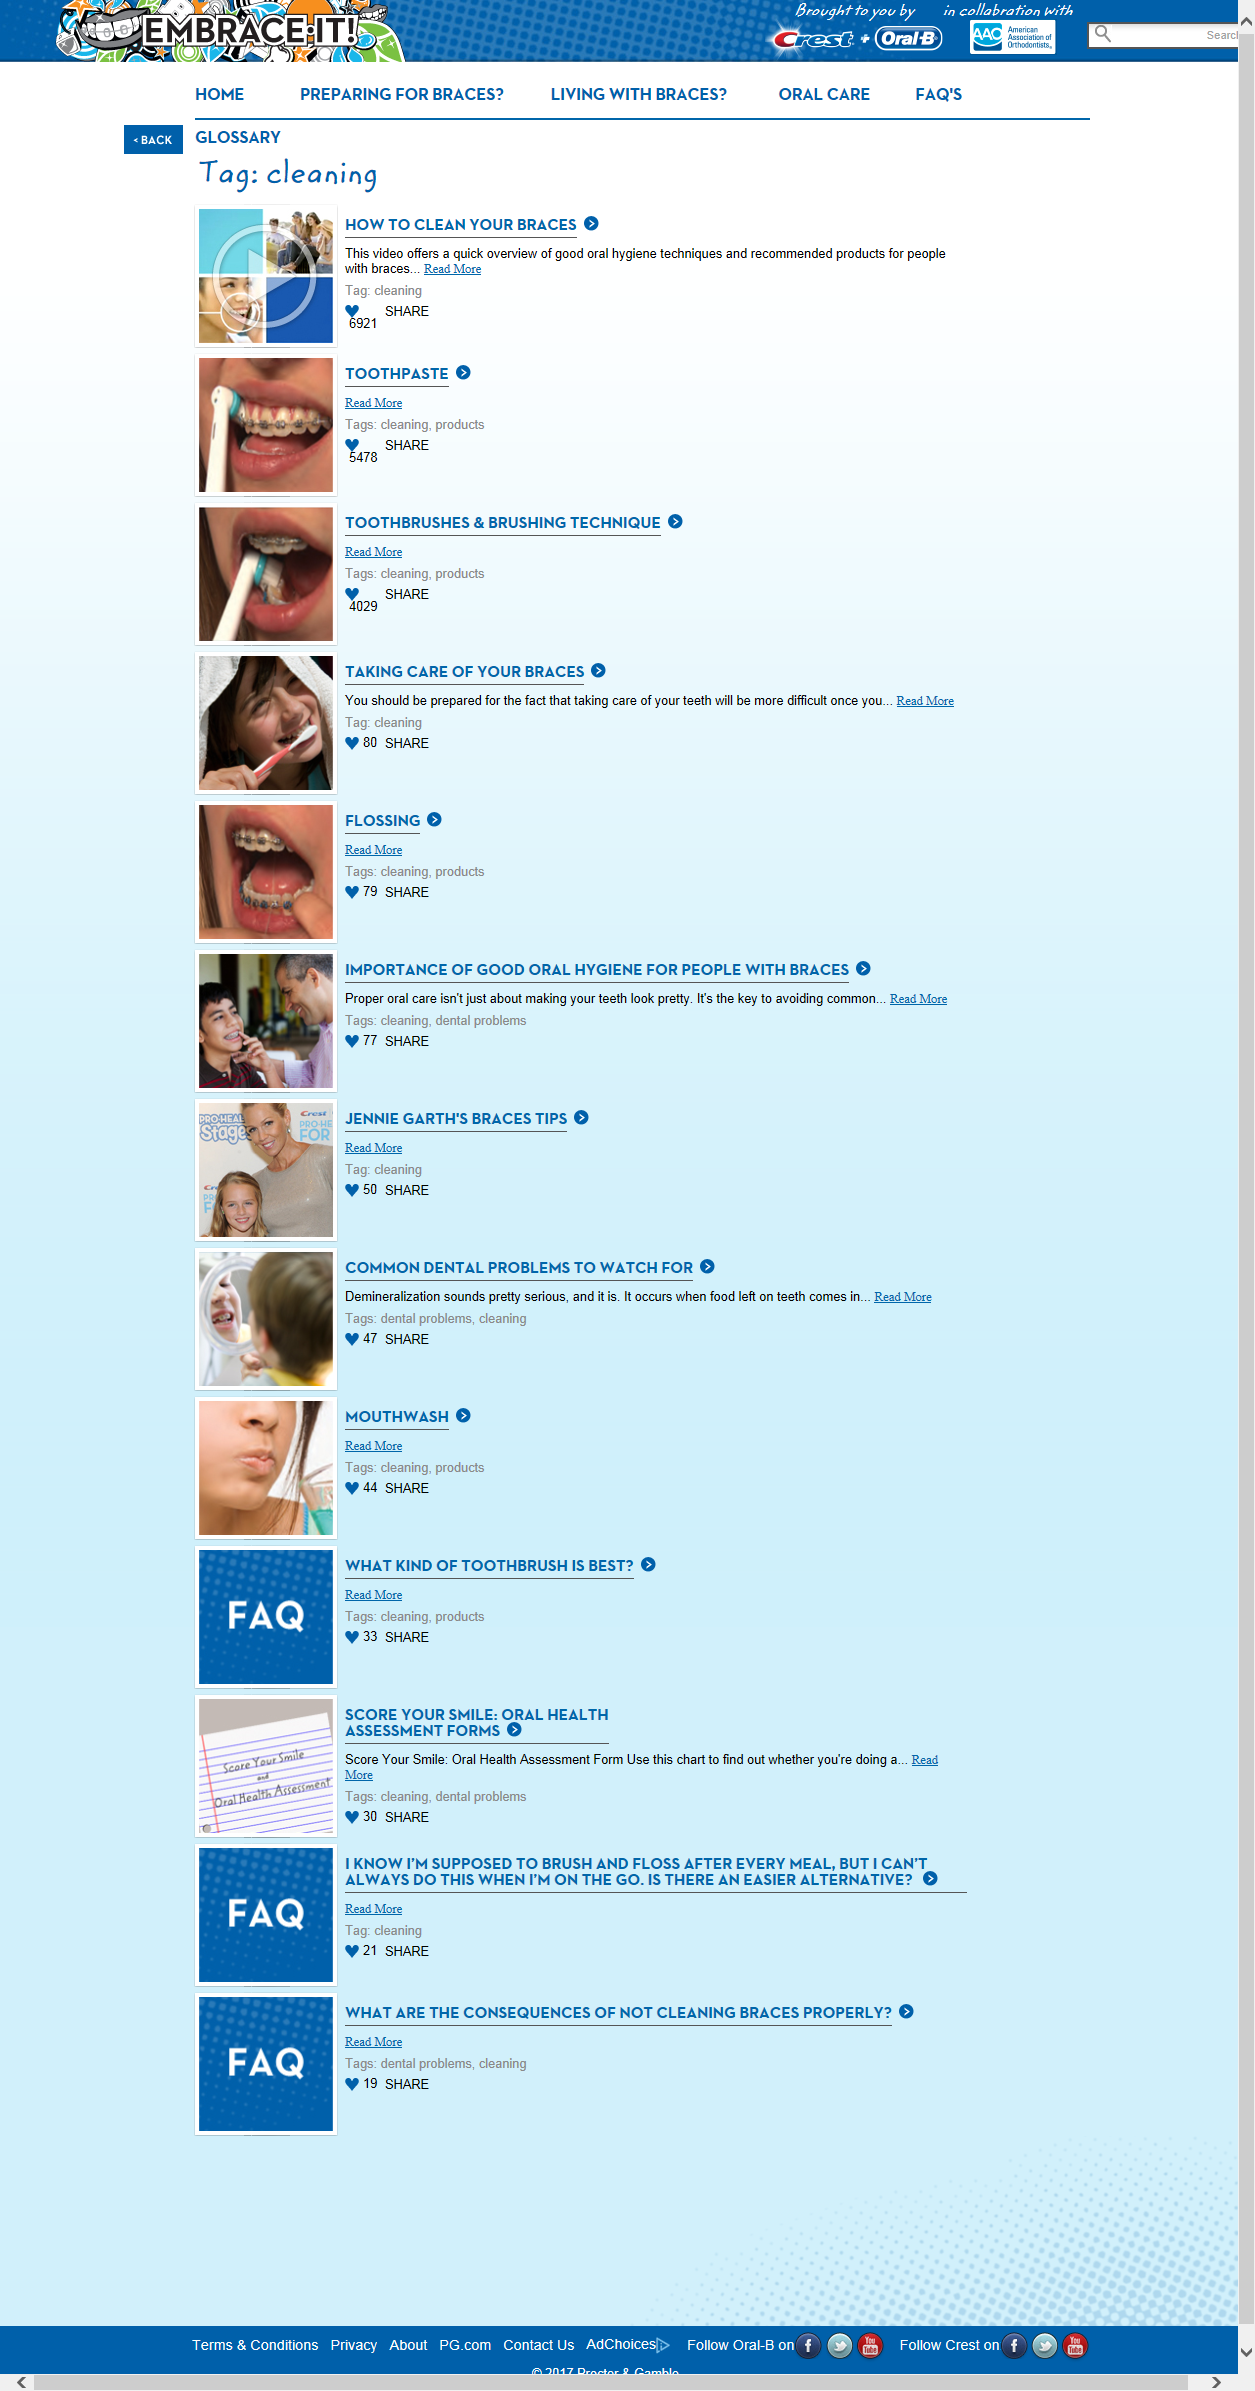 EMBRACE IT!
Brought to you by
in collabration with
Crest + Oral-B
AAO American Association of Orthodontists
HOME PREPARING FOR BRACES? LIVING WITH BRACES? ORAL CARE FAQ'S
< BACK
GLOSSARY
Tag: cleaning
HOW TO CLEAN YOUR BRACES
This video offers a quick overview of good oral hygiene techniques and recommended products for people
with braces... Read More
Tag: cleaning
SHARE
6921
TOOTHPASTE
Read More
Tags: cleaning, products
SHARE
5478
TOOTHBRUSHES & BRUSHING TECHNIQUE
Read More
Tags: cleaning, products
SHARE
4029
TAKING CARE OF YOUR BRACES
You should be prepared for the fact that taking care of your teeth will be more difficult once you... Read More
Tag: cleaning
80 SHARE
FLOSSING
Read More
Tags: cleaning, products
79 SHARE
IMPORTANCE OF GOOD ORAL HYGIENE FOR PEOPLE WITH BRACES
Proper oral care isn't just about making your teeth look pretty. It's the key to avoiding common... Read More
Tags: cleaning, dental problems
77 SHARE
Stages
Crest
FOR
JENNIE GARTH'S BRACES TIPS
Read More
Tag: cleaning
50 SHARE
COMMON DENTAL PROBLEMS TO WATCH FOR
Demineralization sounds pretty serious, and it is. It occurs when food left on teeth comes in... Read More
Tags: dental problems, cleaning
47 SHARE
MOUTHWASH
Read More
Tags: cleaning, products
44 SHARE
FAQ
WHAT KIND OF TOOTHBRUSH IS BEST?
Read More
Tags: cleaning, products
33 SHARE
Score Your Smile
and
Oral Health Assessment
SCORE YOUR SMILE: ORAL HEALTH
ASSESSMENT FORMS
Score Your Smile: Oral Health Assessment Form Use this chart to find out whether you're doing a... Read
More
Tags: cleaning, dental problems
30 SHARE
FAQ
I KNOW I'M SUPPOSED TO BRUSH AND FLOSS AFTER EVERY MEAL, BUT I CAN'T
ALWAYS DO THIS WHEN I'M ON THE GO. IS THERE AN EASIER ALTERNATIVE?
Read More
Tag: cleaning
21 SHARE
FAQ
WHAT ARE THE CONSEQUENCES OF NOT CLEANING BRACES PROPERLY?
Read More
Tags: dental problems, cleaning
19 SHARE
Terms & Conditions Privacy About PG.com Contact Us AdChoices Follow Oral-B on You Tube Follow Crest on You Tube
© 2017 Procter & Gamble